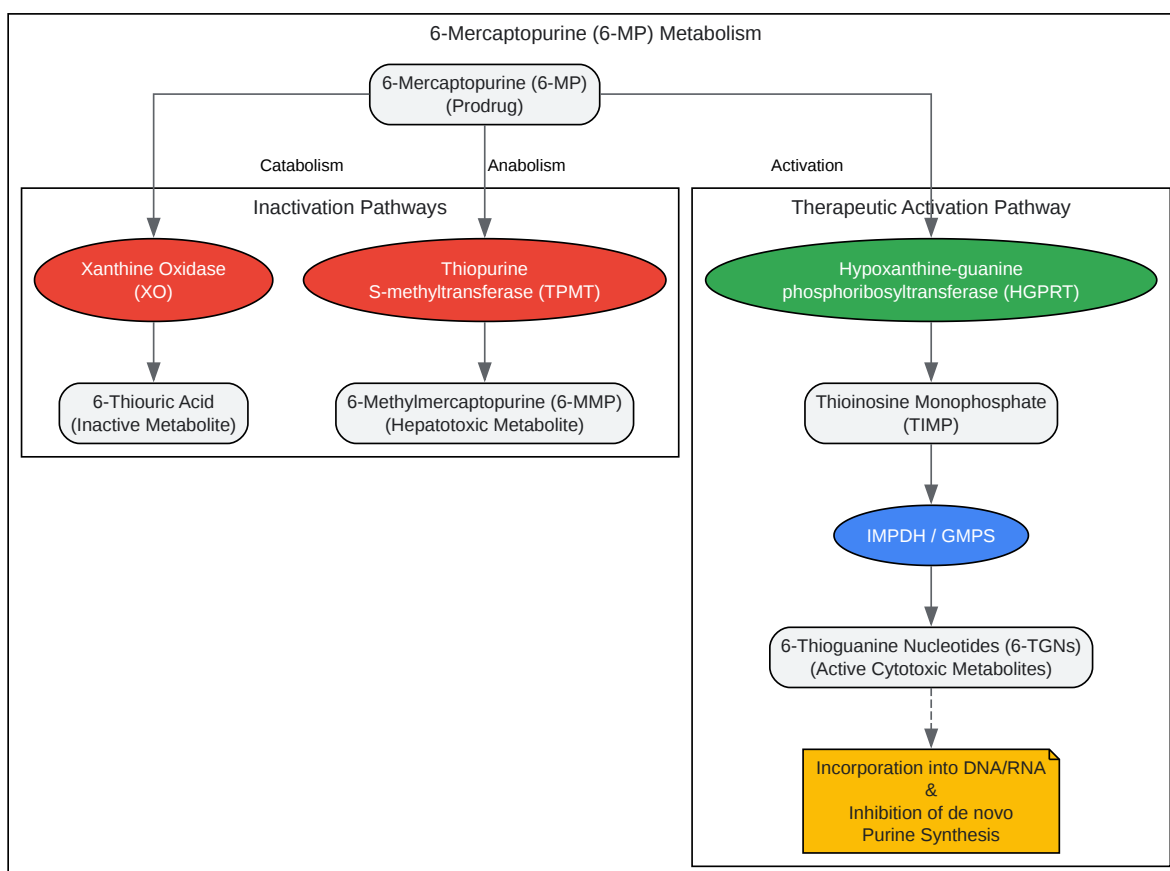 6-Mercaptopurine (6-MP) Metabolism
6-Mercaptopurine (6-MP)
(Prodrug)
Catabolism
Anabolism
Activation
Inactivation Pathways
Xanthine Oxidase
(XO)
Thiopurine
S-methyltransferase (TPMT)
6-Thiouric Acid
(Inactive Metabolite)
6-Methylmercaptopurine (6-MMP)
(Hepatotoxic Metabolite)
Therapeutic Activation Pathway
Hypoxanthine-guanine
phosphoribosyltransferase (HGPRT)
Thioinosine Monophosphate
(TIMP)
IMPDH / GMPS
6-Thioguanine Nucleotides (6-TGNs)
(Active Cytotoxic Metabolites)
Incorporation into DNA/RNA
&
Inhibition of de novo
Purine Synthesis